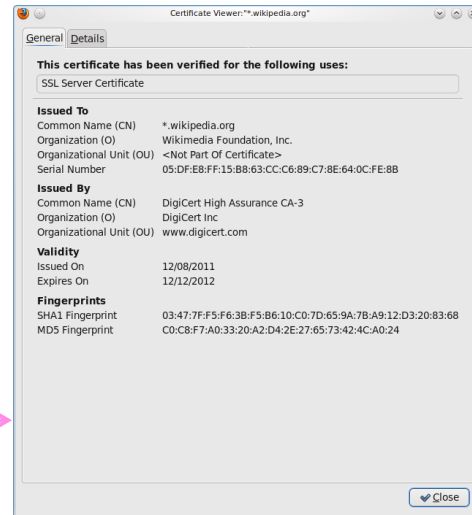 Certificate Viewer:"*.wikipedia.org"
General Details
This certificate has been verified for the following uses:
SSL Server Certificate
Issued To
Common Name (CN) *.wikipedia.org
Organization (O) Wikimedia Foundation, Inc.
Organizational Unit (OU) <Not Part Of Certificate>
Serial Number 05:DF:E8:FF:15:B8:63:CC:C6:89:C7:8E:64:0C:FE:8B
Issued By
Common Name (CN) DigiCert High Assurance CA-3
Organization (O) DigiCert Inc
Organizational Unit (OU) www.digicert.com
Validity
Issued On 12/08/2011
Expires On 12/12/2012
Fingerprints
SHA1 Fingerprint 03:47:7F:F5:F6:3B:F5:B6:10:C0:7D:65:9A:7B:A9:12:D3:20:83:68
MD5 Fingerprint C0:C8:F7:A0:33:20:A2:D4:2E:27:65:73:42:4C:A0:24
Close